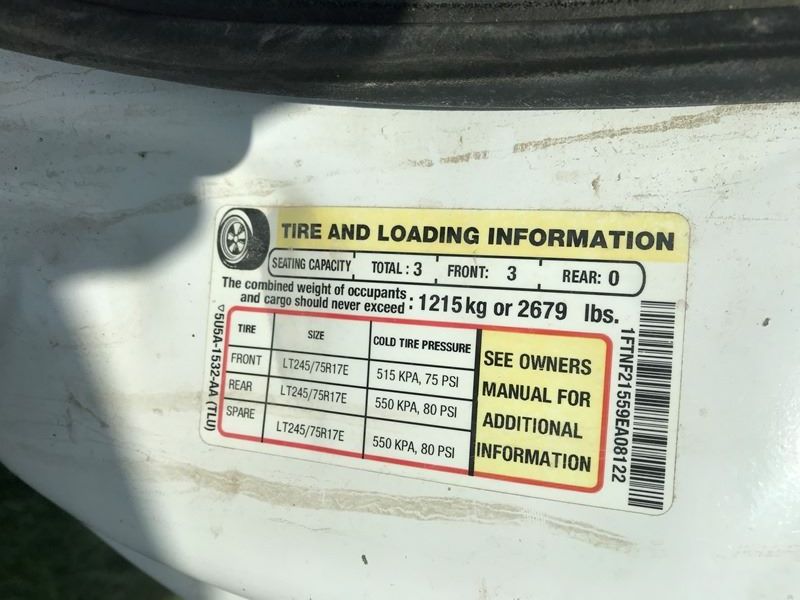 TIRE AND LOADING INFORMATION
SEATING CAPACITY TOTAL : 3 FRONT: 3 REAR: 0
The combined weight of occupants
and cargo should never exceed : 1215kg or 2679 lbs.
TIRE SIZE COLD TIRE PRESSURE
FRONT LT245/75R17E 515 KPA, 75 PSI
REAR LT245/75R17E 550 KPA, 80 PSI
SPARE LT245/75R17E 550 KPA, 80 PSI
SEE OWNERS
MANUAL FOR
ADDITIONAL
INFORMATION
5U5A-1532-AA (TLU)
1FTNF21559EA08122